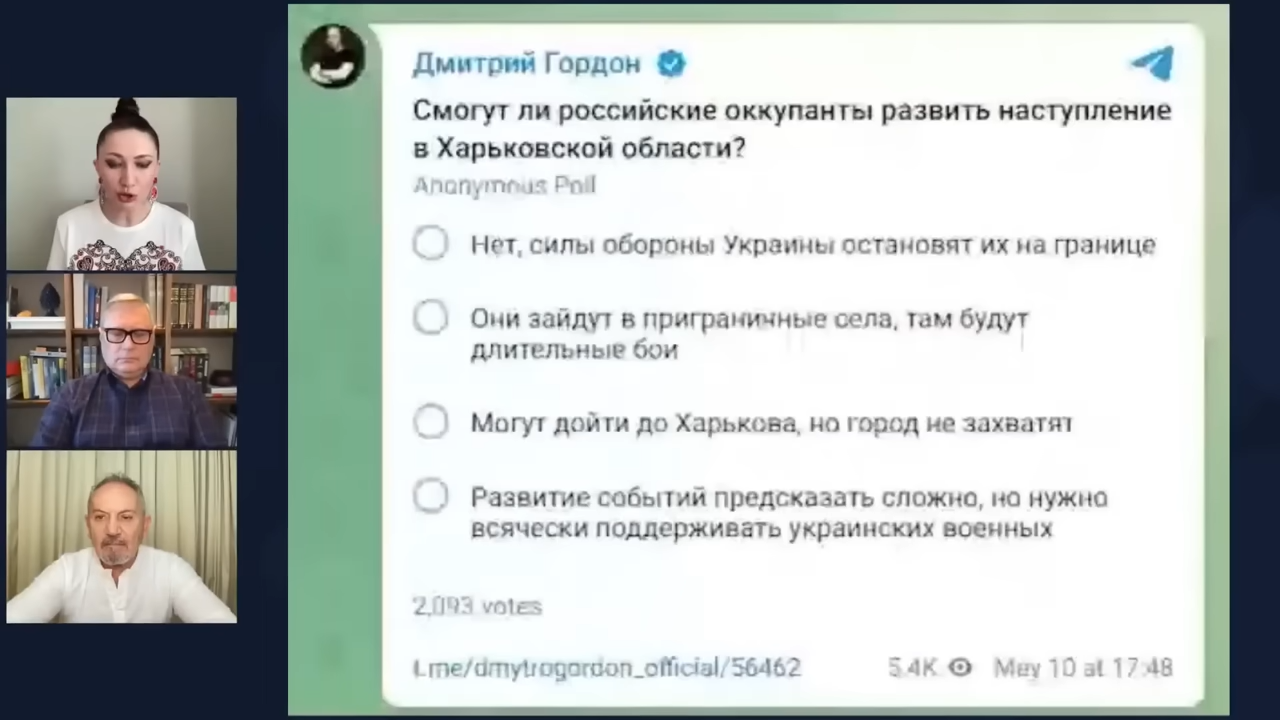 Дмитрий Гордон
Смогут ли российские оккупанты развить наступление
в Харьковской области?
Anonymous Poll
Нет, силы обороны Украины остановят их на границе
Они зайдут в приграничные села, там будут
длительные бои
Могут дойти до Харькова, но город не захватят
Развитие событий предсказать сложно, но нужно
всячески поддерживать украинских военных
2,093 votes
t.me/dmytrogordon_official/56462
5.4K May 10 at 17:48